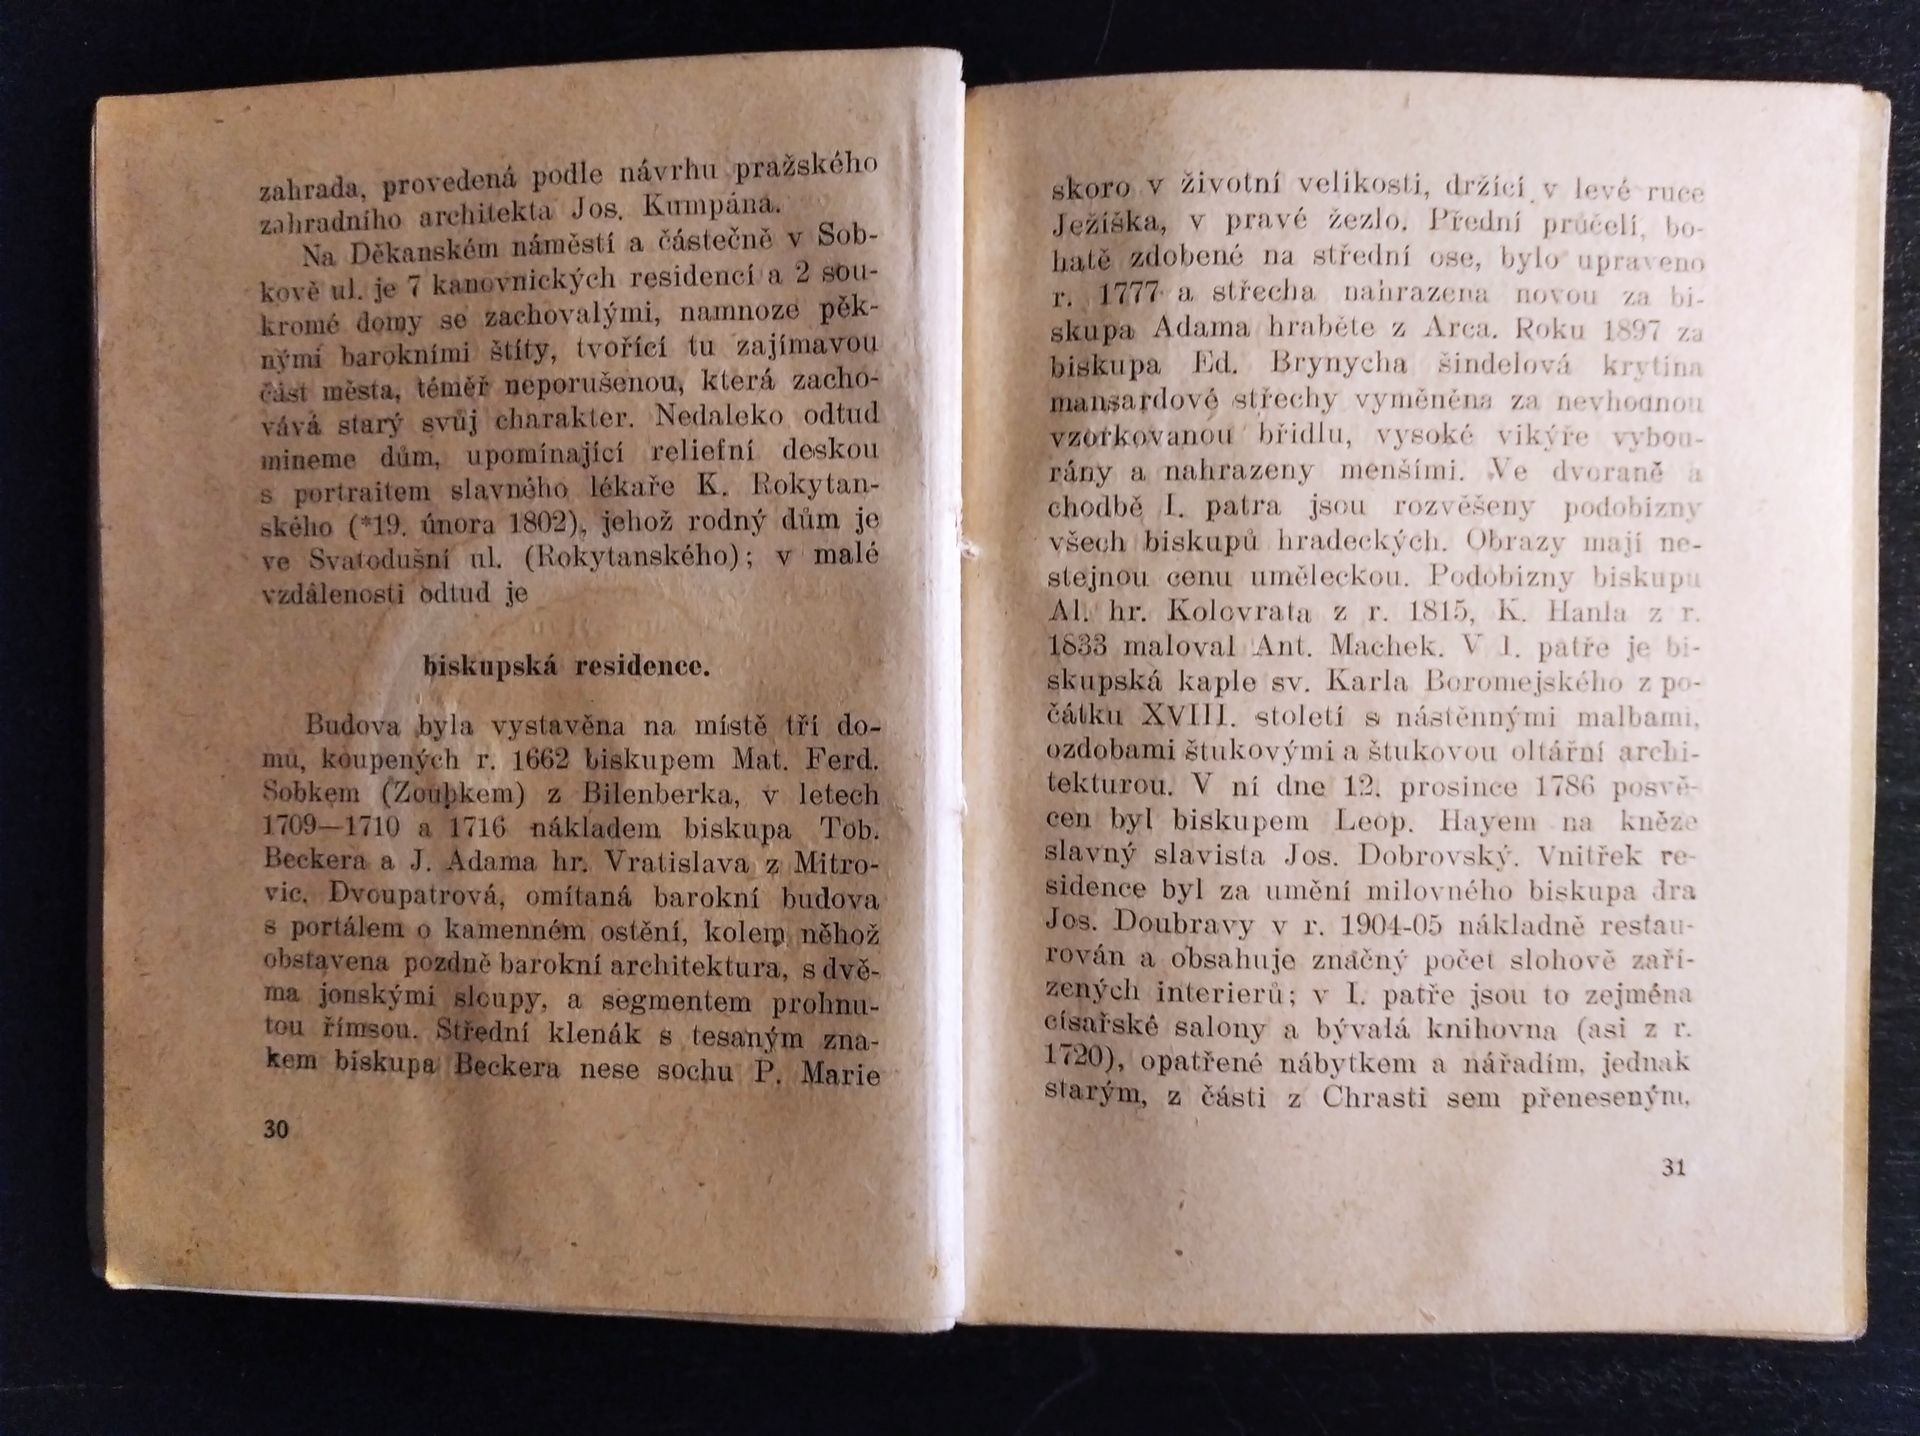 zahrada, provedená podle návrhu pražského
zahradního architekta Jos. Kumpána.
Na Děkanském náměstí a částečně v Sob-
kově ul. je 7 kanovnických residencí a 2 sou-
kromé domy se zachovalými, namnoze pěk-
nými barokními štíty, tvořící tu zajímavou
část města, téměř neporušenou, která zacho-
vává starý svůj charakter. Nedaleko odtud
mineme dům, upomínající reliefní deskou
s portraitem slavného lékaře K. Rokytan-
ského (*19. února 1802), jehož rodný dům je
ve Svatodušní ul. (Rokytanského); v malé
vzdálenosti odtud je
biskupská residence.
Budova byla vystavěna na místě tří do-
mů, koupených r. 1662 biskupem Mat. Ferd.
Sobkem (Zoubkem) z Bilenberka, v letech
1709—1710 a 1716 nákladem biskupa Tob.
Beckera a J. Adama hr. Vratislava z Mitro-
vic. Dvoupatrová, omítaná barokní budova
s portálem o kamenném ostění, kolem něhož
obstavena pozdně barokní architektura, s dvě-
ma jonskými sloupy, a segmentem prohnu-
tou římsou. Střední klenák s tesaným zna-
kem biskupa Beckera nese sochu P. Marie
30
skoro v životní velikosti, držící v levé ruce
Ježíška, v pravé žezlo. Přední průčelí, bo-
hatě zdobené na střední ose, bylo upraveno
r. 1777 a střecha nahrazena novou za bi-
skupa Adama hraběte z Arca. Roku 1897 za
biskupa Ed. Brynycha šindelová krytina
mansardové střechy vyměněna za nevhodnou
vzorkovanou břidlu, vysoké vikýře vybou-
rány a nahrazeny menšími. Ve dvoraně a
chodbě I. patra jsou rozvěšeny podobizny
všech biskupů hradeckých. Obrazy mají ne-
stejnou cenu uměleckou. Podobizny biskupu
Al. hr. Kolovrata z r. 1815, K. Hanla z r.
1833 maloval Ant. Machek. V I. patře je bi-
skupská kaple sv. Karla Boromejského z po-
čátku XVIII. století s nástěnnými malbami,
ozdobami štukovými a štukovou oltářní archi-
tekturou. V ní dne 12. prosince 1786 posvě-
cen byl biskupem Leop. Hayem na kněze
slavný slavista Jos. Dobrovský. Vnitřek re-
sidence byl za umění milovného biskupa dra
Jos. Doubravy v r. 1904-05 nákladně restau-
rován a obsahuje značný počet slohově zaří-
zených interierů; v I. patře jsou to zejména
císařské salony a bývalá knihovna (asi z r.
1720), opatřené nábytkem a nářadím, jednak
starým, z části z Chrasti sem přeneseným,
31